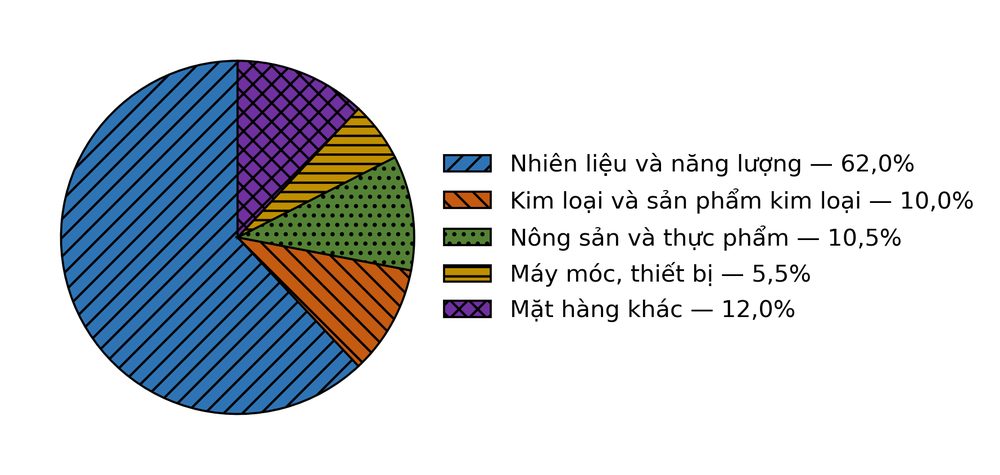 Nhiên liệu và năng lượng — 62,0%
Kim loại và sản phẩm kim loại — 10,0%
Nông sản và thực phẩm — 10,5%
Máy móc, thiết bị — 5,5%
Mặt hàng khác — 12,0%